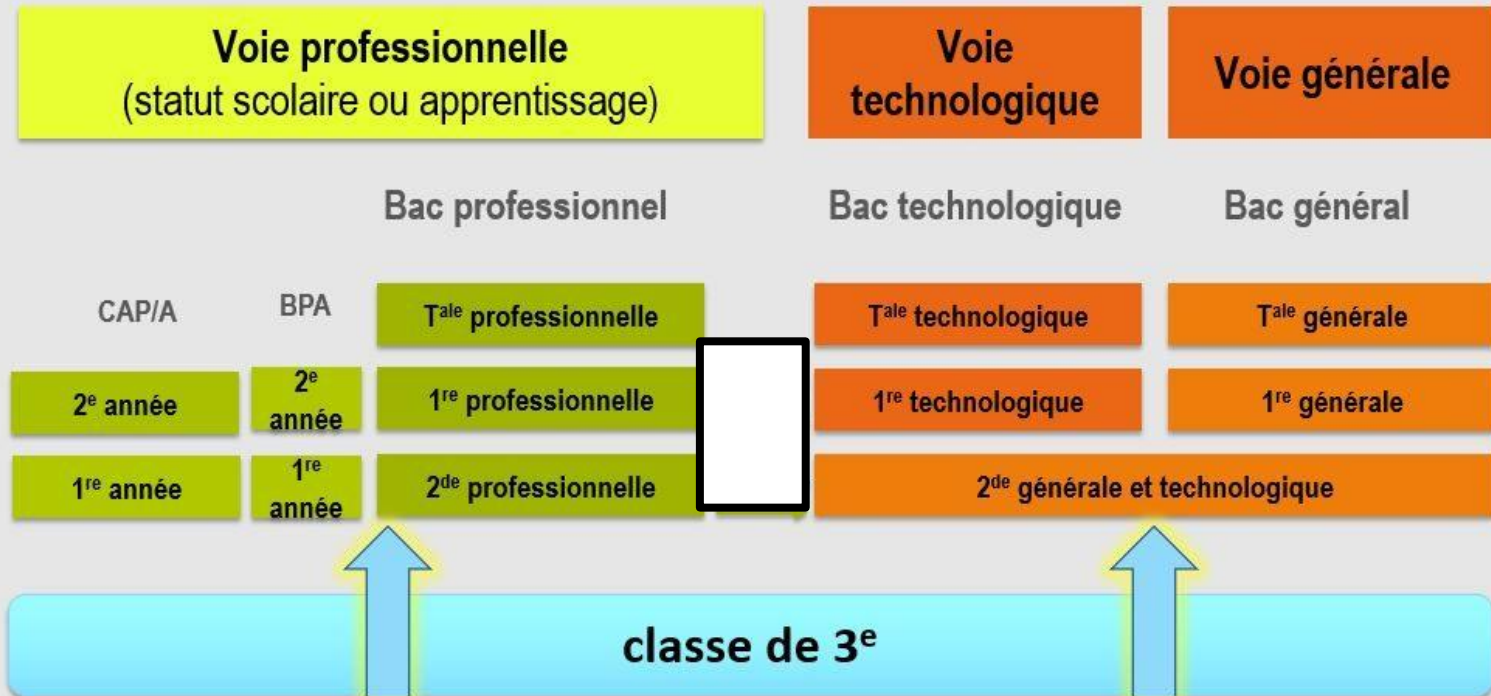 Voie professionnelle
(statut scolaire ou apprentissage)
Voie
technologique
Voie générale
Bac professionnel
Bac technologique
Bac général
CAP/A
BPA
Tale professionnelle
Tale technologique
Tale générale
2e année
2e
année
1re professionnelle
1re technologique
1re générale
1re année
1re
année
2de professionnelle
2de générale et technologique
classe de 3e